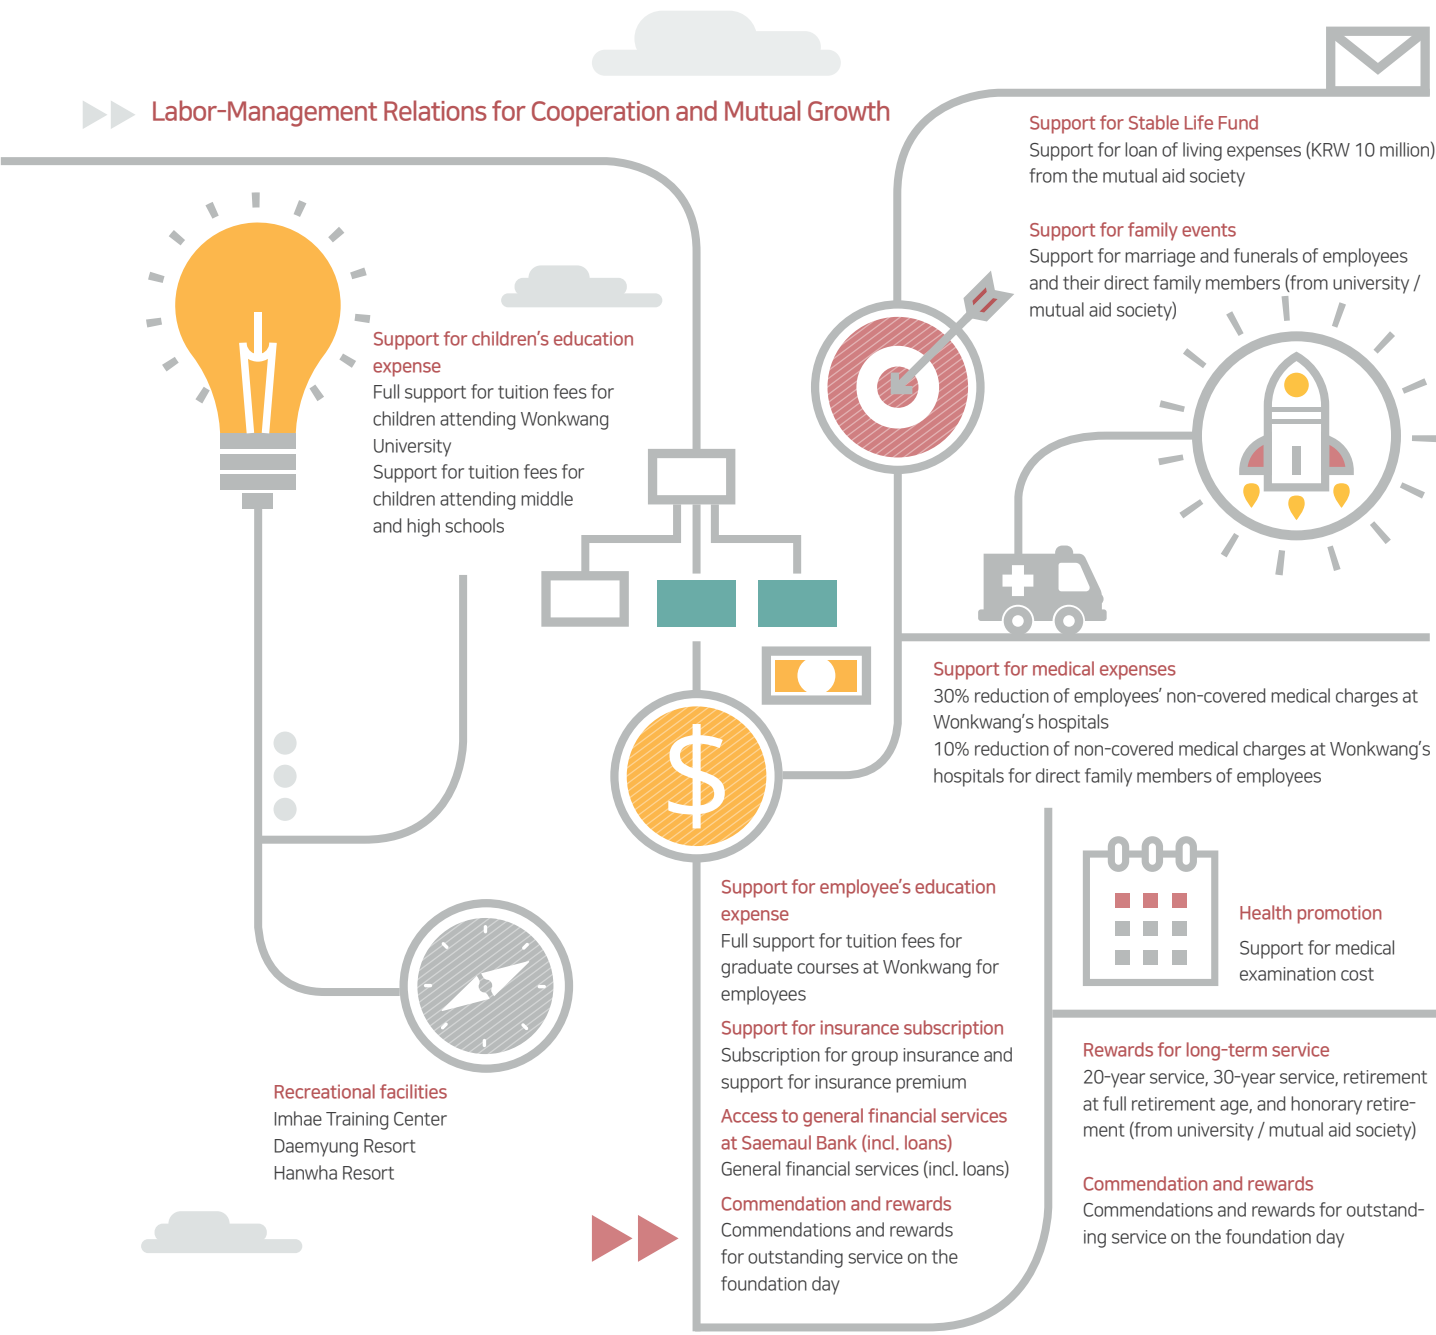 Labor-Management Relations for Cooperation and Mutual Growth
Support for Stable Life Fund
Support for loan of living expenses (KRW 10 million)
from the mutual aid society
Support for family events
Support for marriage and funerals of employees
and their direct family members (from university /
mutual aid society)
Support for children's education
expense
Full support for tuition fees for
children attending Wonkwang
University
Support for tuition fees for
children attending middle
and high schools
Support for medical expenses
30% reduction of employees' non-covered medical charges at
Wonkwang's hospitals
10% reduction of non-covered medical charges at Wonkwang's
hospitals for direct family members of employees
$
Support for employee's education
expense
Full support for tuition fees for
graduate courses at Wonkwang for
employees
Support for insurance subscription
Subscription for group insurance and
support for insurance premium
Access to general financial services
at Saemaul Bank (incl. loans)
General financial services (incl. loans)
Commendation and rewards
Commendations and rewards
for outstanding service on the
foundation day
Health promotion
Support for medical
examination cost
Rewards for long-term service
20-year service, 30-year service, retirement
at full retirement age, and honorary retire-
ment (from university / mutual aid society)
Commendation and rewards
Commendations and rewards for outstand-
ing service on the foundation day
Recreational facilities
Imhae Training Center
Daemyung Resort
Hanwha Resort